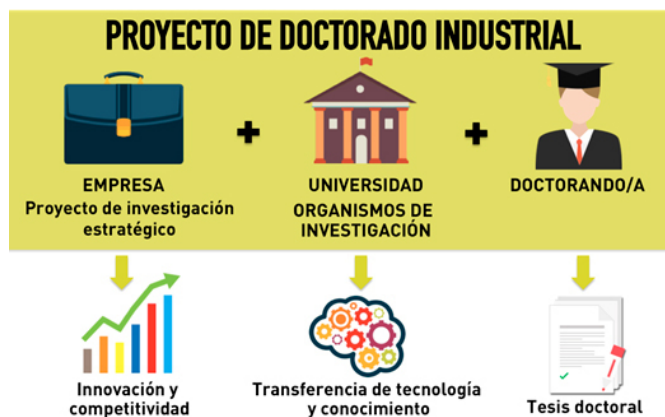 PROYECTO DE DOCTORADO INDUSTRIAL
EMPRESA
Proyecto de investigación
estratégico
UNIVERSIDAD
ORGANISMOS DE
INVESTIGACIÓN
DOCTORANDO/A
Innovación y
competitividad
Transferencia de tecnología
y conocimiento
Tesis doctoral